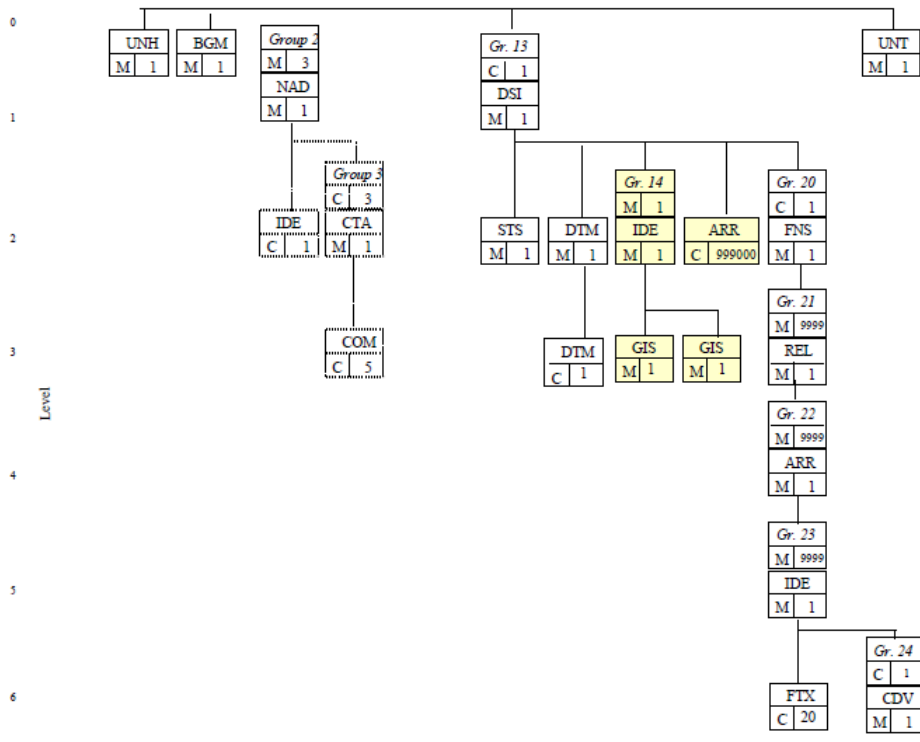 0
UNH
M 1
BGM
M 1
Group 2
M 3
NAD
M 1
Gr. 13
C 1
DSI
M 1
UNT
M 1
1
Group 3
C 3
CTA
M 1
IDE
C 1
STS
M 1
DTM
M 1
Gr. 14
M 1
IDE
M 1
ARR
C 999000
Gr. 20
C 1
FNS
M 1
2
COM
C 5
DTM
C 1
GIS
M 1
GIS
M 1
Gr. 21
M 9999
REL
M 1
3
Level
Gr. 22
M 9999
ARR
M 1
4
Gr. 23
M 9999
IDE
M 1
5
FTX
C 20
Gr. 24
C 1
CDV
M 1
6